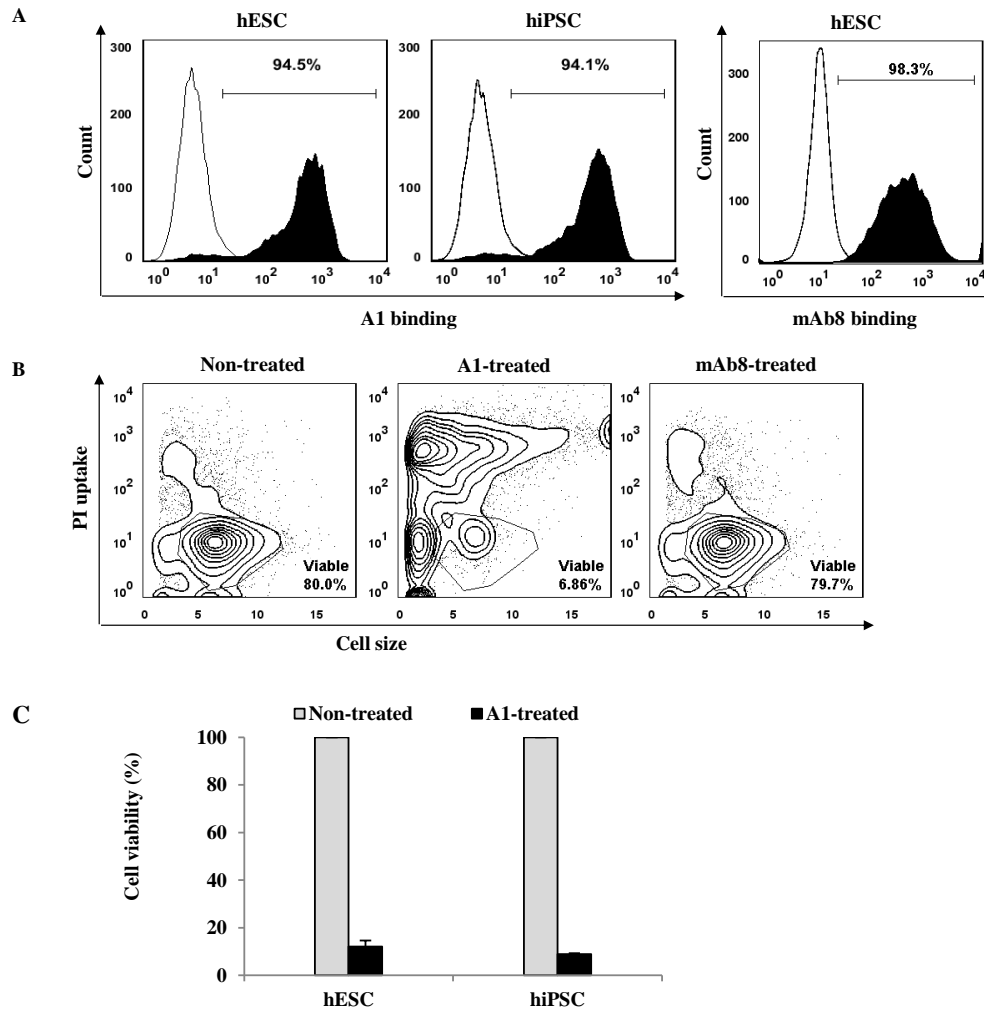 A
hESC
hiPSC
hESC
300
200
100
0
94.5%
10^0 10^1 10^2 10^3 10^4
300
200
100
0
94.1%
10^0 10^1 10^2 10^3 10^4
300
200
100
0
98.3%
10^0 10^1 10^2 10^3 10^4
Count
Count
A1 binding
mAb8 binding
B
Non-treated
A1-treated
mAb8-treated
PI uptake
10^4
10^3
10^2
10^1
10^0
Viable
80.0%
0 5 10 15
10^4
10^3
10^2
10^1
10^0
Viable
6.86%
0 5 10 15
10^4
10^3
10^2
10^1
10^0
Viable
79.7%
0 5 10 15
Cell size
C
Non-treated A1-treated
Cell viability (%)
100
80
60
40
20
0
hESC
hiPSC